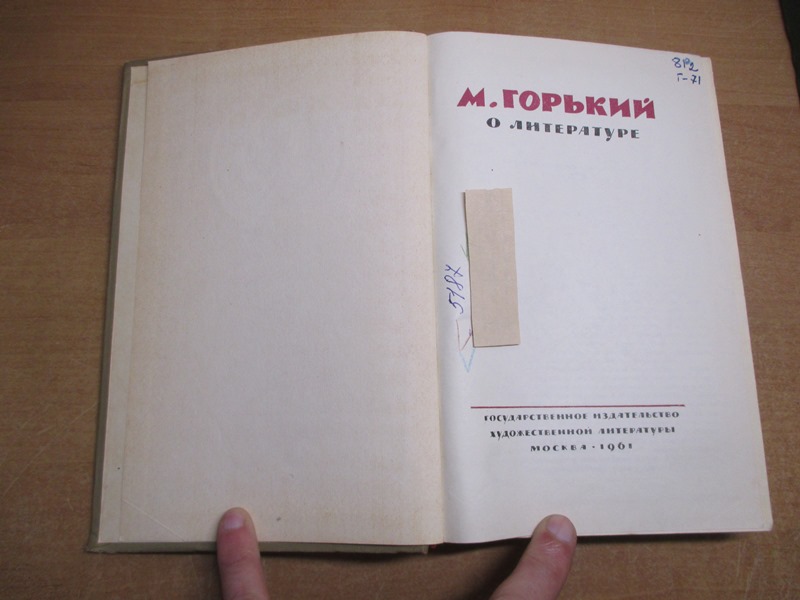 8Р2
Г-71
М. ГОРЬКИЙ
О ЛИТЕРАТУРЕ
5187
ГОСУДАРСТВЕННОЕ ИЗДАТЕЛЬСТВО
ХУДОЖЕСТВЕННОЙ ЛИТЕРАТУРЫ
МОСКВА · 1961